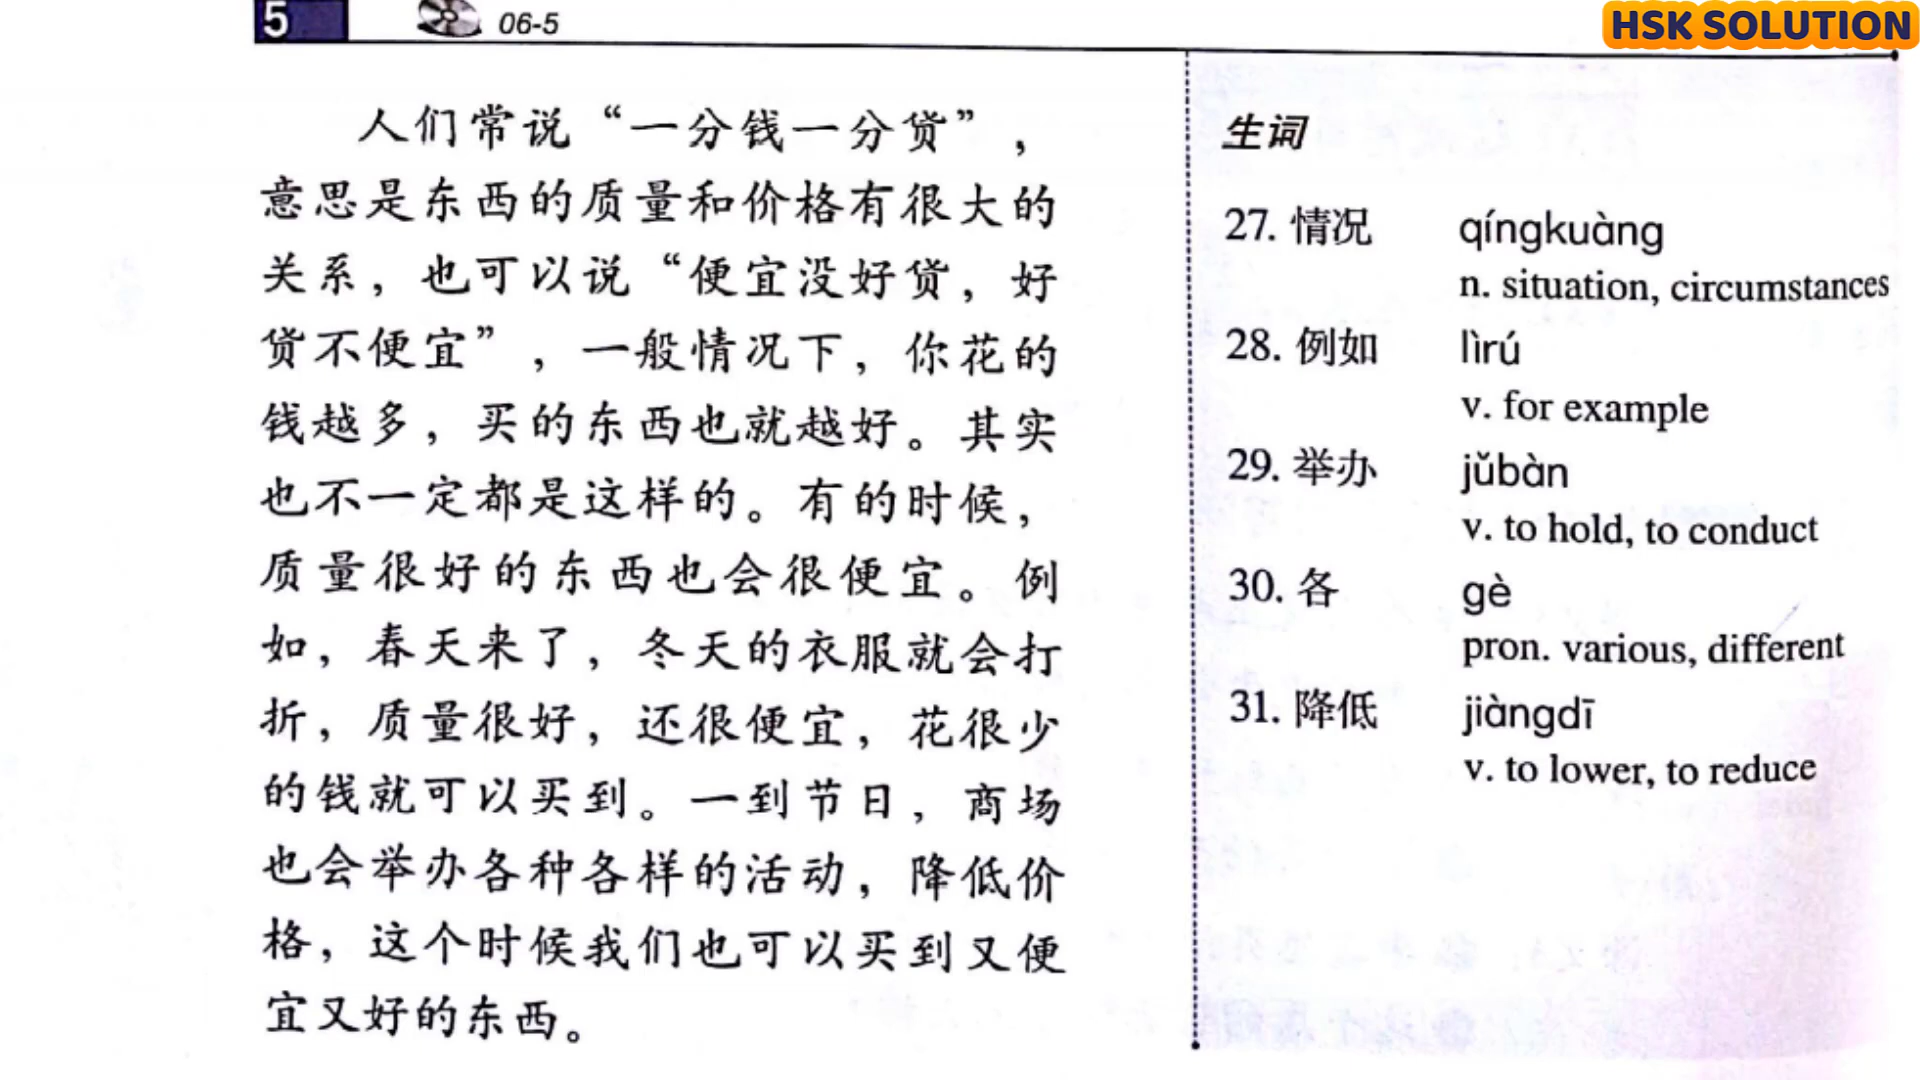 5 06-5
HSK SOLUTION
人们常说“一分钱一分货”，
意思是东西的质量和价格有很大的
关系，也可以说“便宜没好货，好
货不便宜”，一般情况下，你花的
钱越多，买的东西也就越好。其实
也不一定都是这样的。有的时候，
质量很好的东西也会很便宜。例
如，春天来了，冬天的衣服就会打
折，质量很好，还很便宜，花很少
的钱就可以买到。一到节日，商场
也会举办各种各样的活动，降低价
格，这个时候我们也可以买到又便
宜又好的东西。
生词
27. 情况 qíngkuàng
n. situation, circumstances
28. 例如 lìrú
v. for example
29. 举办 jǔbàn
v. to hold, to conduct
30. 各 gè
pron. various, different
31. 降低 jiàngdī
v. to lower, to reduce